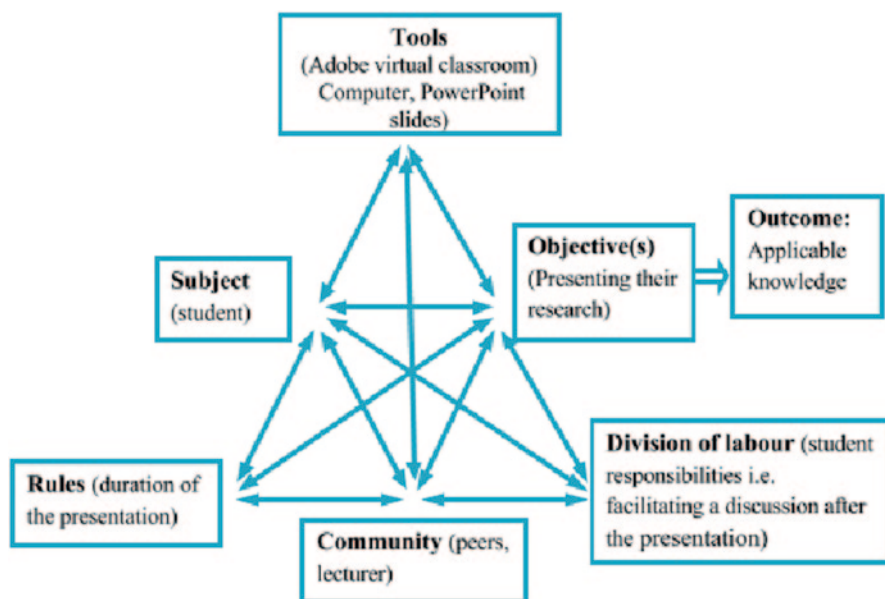 Tools
(Adobe virtual classroom)
Computer, PowerPoint
slides)
Subject
(student)
Objective(s)
(Presenting their
research)
Outcome:
Applicable
knowledge
Rules (duration of
the presentation)
Community (peers,
lecturer)
Division of labour (student
responsibilities i.e.
facilitating a discussion after
the presentation)